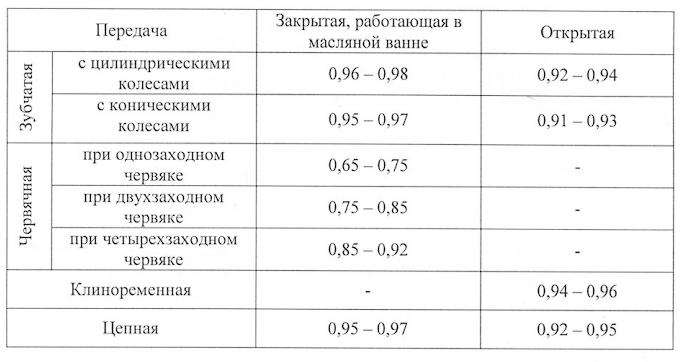 Передача
Закрытая, работающая в
масляной ванне
Открытая
Зубчатая
с цилиндрическими
колесами
0,96 – 0,98
0,92 – 0,94
с коническими
колесами
0,95 – 0,97
0,91 – 0,93
Червячная
при однозаходном
червяке
0,65 – 0,75
-
при двухзаходном
червяке
0,75 – 0,85
-
при четырехзаходном
червяке
0,85 – 0,92
-
Клиноременная
-
0,94 – 0,96
Цепная
0,95 – 0,97
0,92 – 0,95